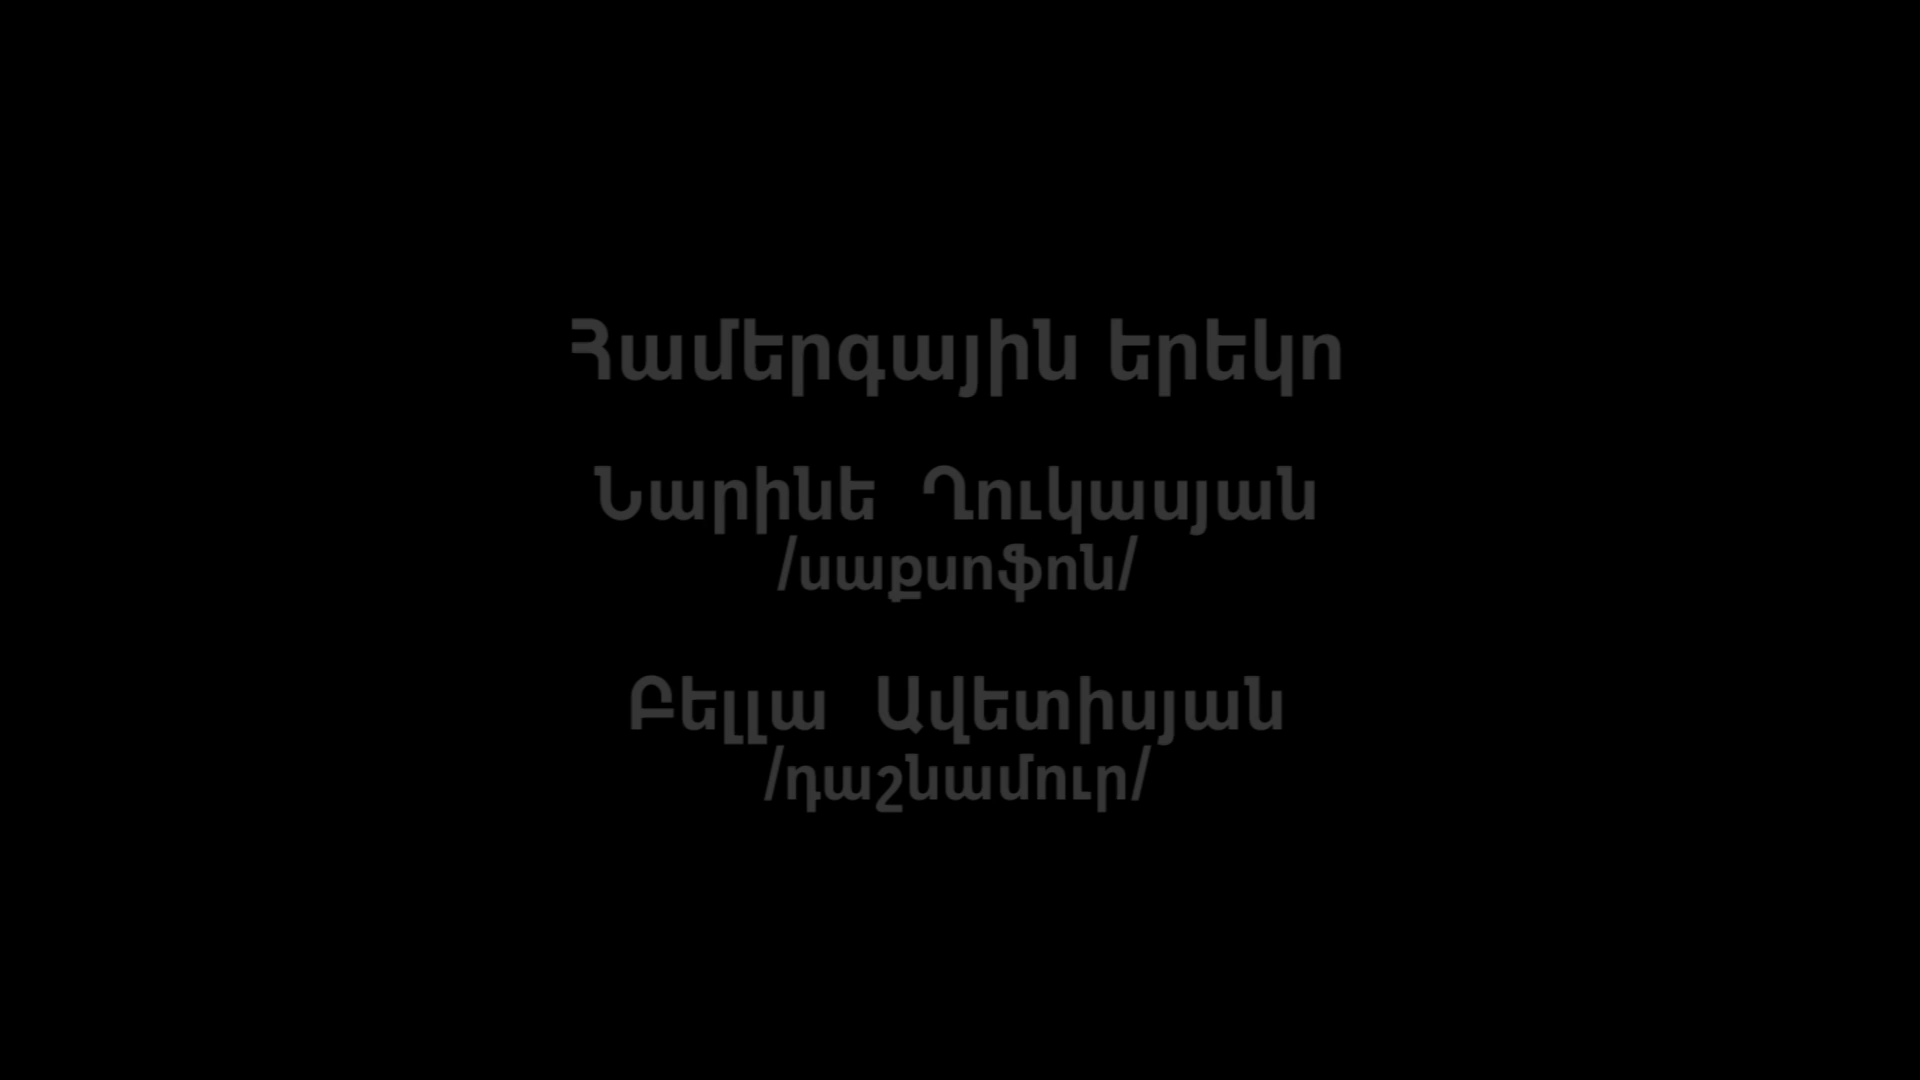 Համերգային երեկո
Նարինե Ղուկասյան
/սաքսոֆոն/
Բելլա Ավետիսյան
/դաշնամուր/